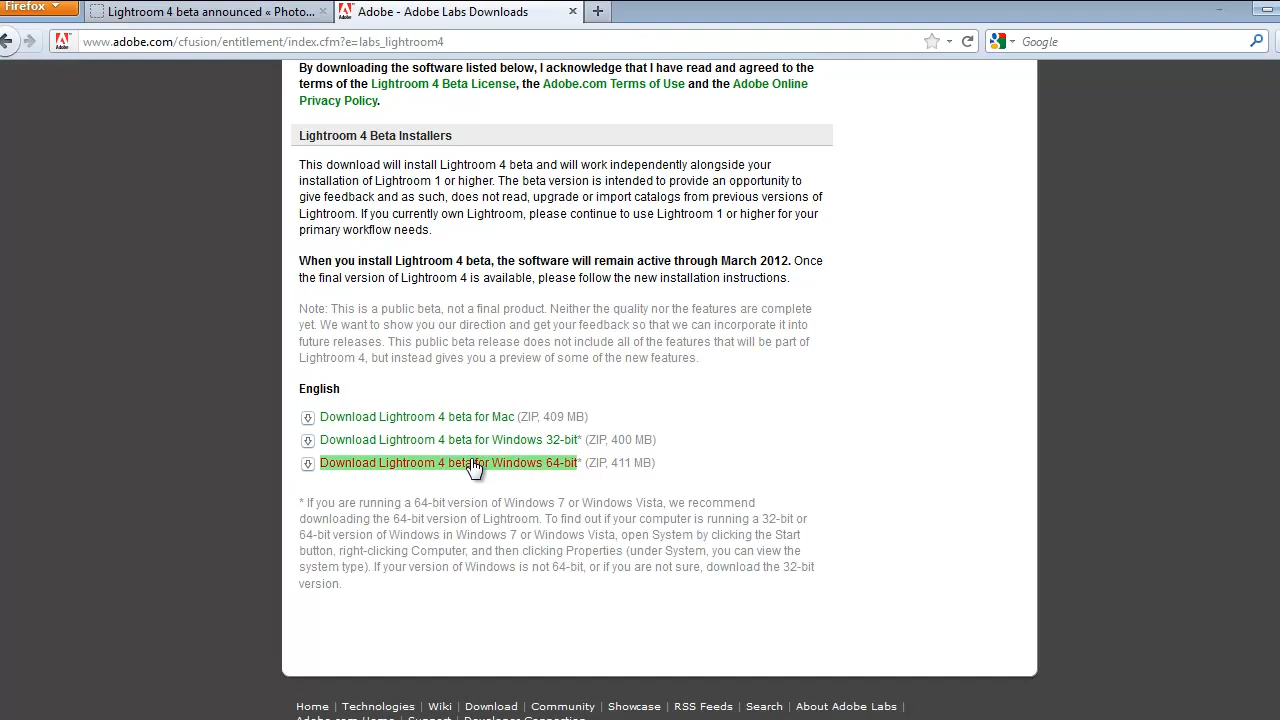 Firefox
Lightroom 4 beta announced « Photo...
Adobe - Adobe Labs Downloads
www.adobe.com/cfusion/entitlement/index.cfm?e=labs_lightroom4
Google
By downloading the software listed below, I acknowledge that I have read and agreed to the
terms of the Lightroom 4 Beta License, the Adobe.com Terms of Use and the Adobe Online
Privacy Policy.
Lightroom 4 Beta Installers
This download will install Lightroom 4 beta and will work independently alongside your
installation of Lightroom 1 or higher. The beta version is intended to provide an opportunity to
give feedback and as such, does not read, upgrade or import catalogs from previous versions of
Lightroom. If you currently own Lightroom, please continue to use Lightroom 1 or higher for your
primary workflow needs.
When you install Lightroom 4 beta, the software will remain active through March 2012. Once
the final version of Lightroom 4 is available, please follow the new installation instructions.
Note: This is a public beta, not a final product. Neither the quality nor the features are complete
yet. We want to show you our direction and get your feedback so that we can incorporate it into
future releases. This public beta release does not include all of the features that will be part of
Lightroom 4, but instead gives you a preview of some of the new features.
English
Download Lightroom 4 beta for Mac (ZIP, 409 MB)
Download Lightroom 4 beta for Windows 32-bit* (ZIP, 400 MB)
Download Lightroom 4 beta for Windows 64-bit* (ZIP, 411 MB)
* If you are running a 64-bit version of Windows 7 or Windows Vista, we recommend
downloading the 64-bit version of Lightroom. To find out if your computer is running a 32-bit or
64-bit version of Windows in Windows 7 or Windows Vista, open System by clicking the Start
button, right-clicking Computer, and then clicking Properties (under System, you can view the
system type). If your version of Windows is not 64-bit, or if you are not sure, download the 32-bit
version.
Home | Technologies | Wiki | Download | Community | Showcase | RSS Feeds | Search | About Adobe Labs |
Adobe.com Home | Support | Developer Connection